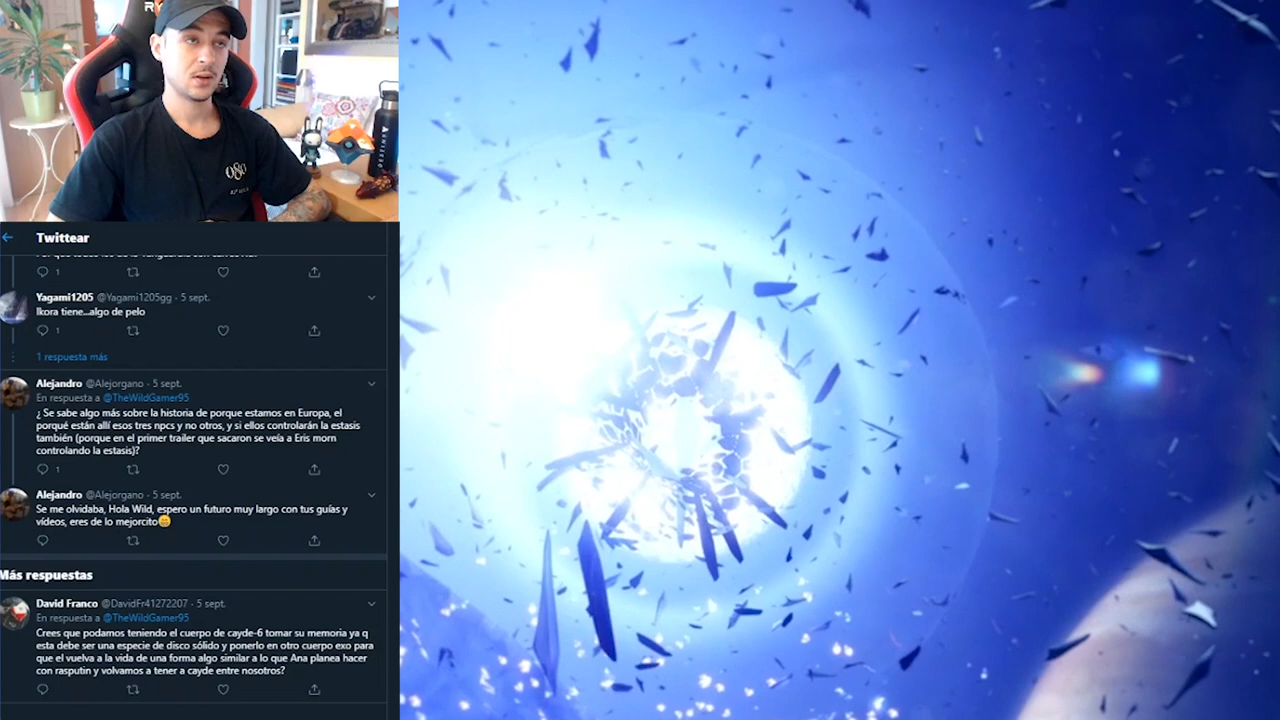 RY
080
DESTINY
Twittear
1
Yagami1205 @Yagami1205gg · 5 sept.
Ikora tiene...algo de pelo
1
1 respuesta más
Alejandro @Alejorgano · 5 sept.
En respuesta a @TheWildGamer95
¿ Se sabe algo más sobre la historia de porque estamos en Europa, el
porqué están allí esos tres npcs y no otros, y si ellos controlarán la estasis
también (porque en el primer trailer que sacaron se veía a Eris morn
controlando la estasis)?
1
Alejandro @Alejorgano · 5 sept.
Se me olvidaba, Hola Wild, espero un futuro muy largo con tus guías y
vídeos, eres de lo mejorcito😄
Más respuestas
David Franco @DavidFr41272207 · 5 sept.
En respuesta a @TheWildGamer95
Crees que podamos teniendo el cuerpo de cayde-6 tomar su memoria ya q
esta debe ser una especie de disco sólido y ponerlo en otro cuerpo exo para
que el vuelva a la vida de una forma algo similar a lo que Ana planea hacer
con rasputin y volvamos a tener a cayde entre nosotros?